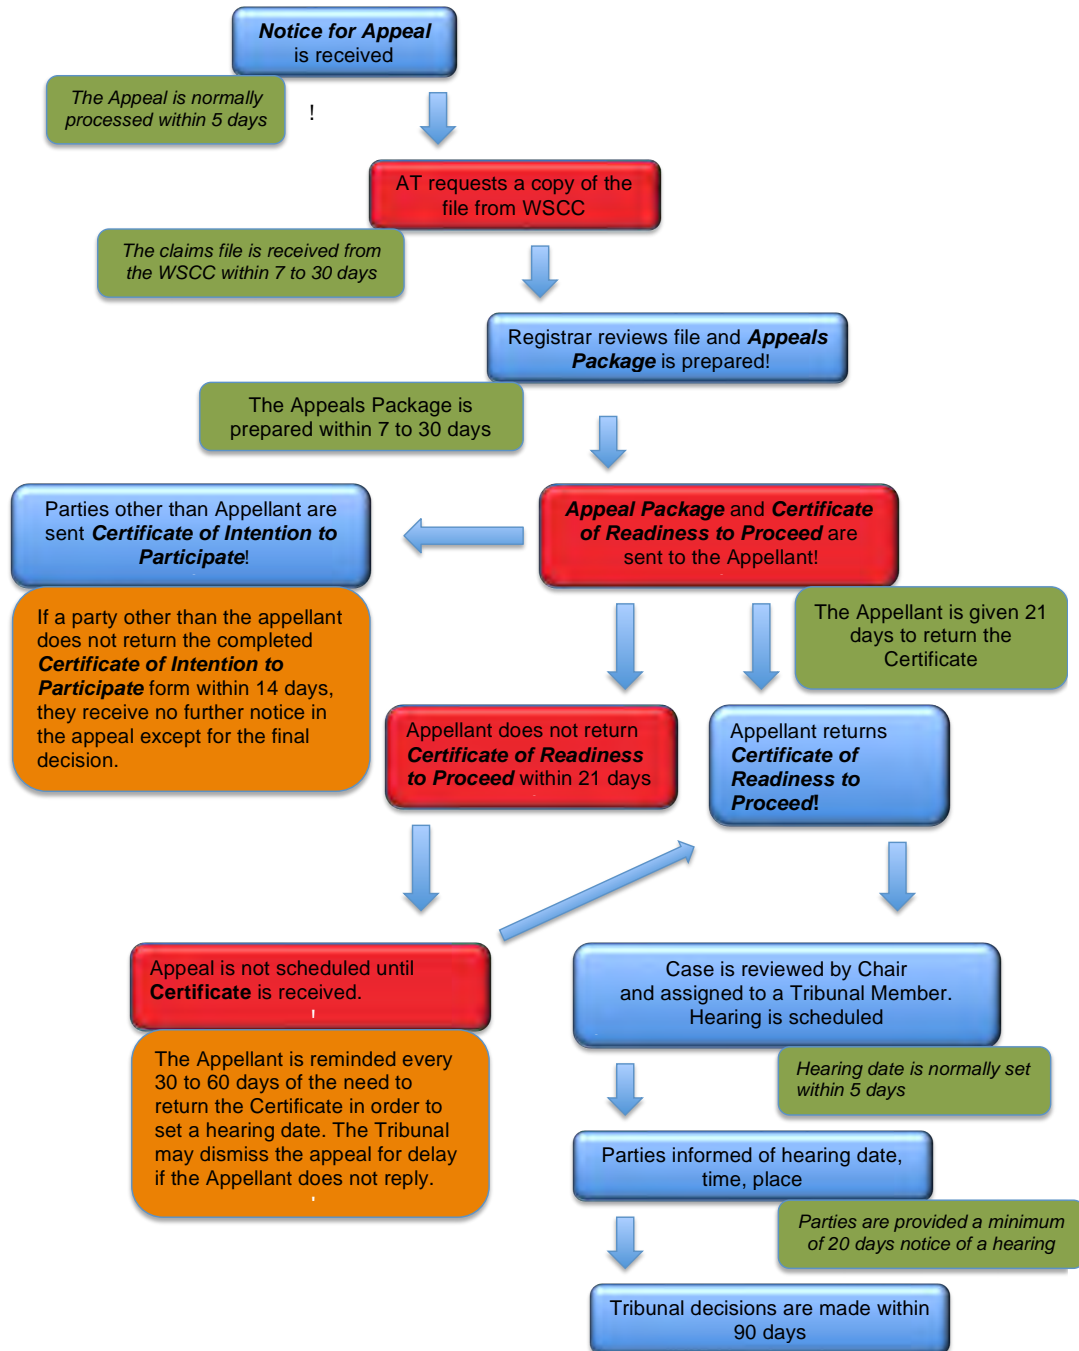 Notice for Appeal
is received
The Appeal is normally
processed within 5 days
!
AT requests a copy of the
file from WSCC
The claims file is received from
the WSCC within 7 to 30 days
Registrar reviews file and Appeals
Package is prepared!
The Appeals Package is
prepared within 7 to 30 days
Parties other than Appellant are
sent Certificate of Intention to
Participate!
Appeal Package and Certificate
of Readiness to Proceed are
sent to the Appellant!
If a party other than the appellant
does not return the completed
Certificate of Intention to
Participate form within 14 days,
they receive no further notice in
the appeal except for the final
decision.
The Appellant is given 21
days to return the
Certificate
Appellant does not return
Certificate of Readiness
to Proceed within 21 days
Appellant returns
Certificate of
Readiness to
Proceed!
Appeal is not scheduled until
Certificate is received.
The Appellant is reminded every
30 to 60 days of the need to
return the Certificate in order to
set a hearing date. The Tribunal
may dismiss the appeal for delay
if the Appellant does not reply.
Case is reviewed by Chair
and assigned to a Tribunal Member.
Hearing is scheduled
Hearing date is normally set
within 5 days
Parties informed of hearing date,
time, place
Parties are provided a minimum
of 20 days notice of a hearing
Tribunal decisions are made within
90 days